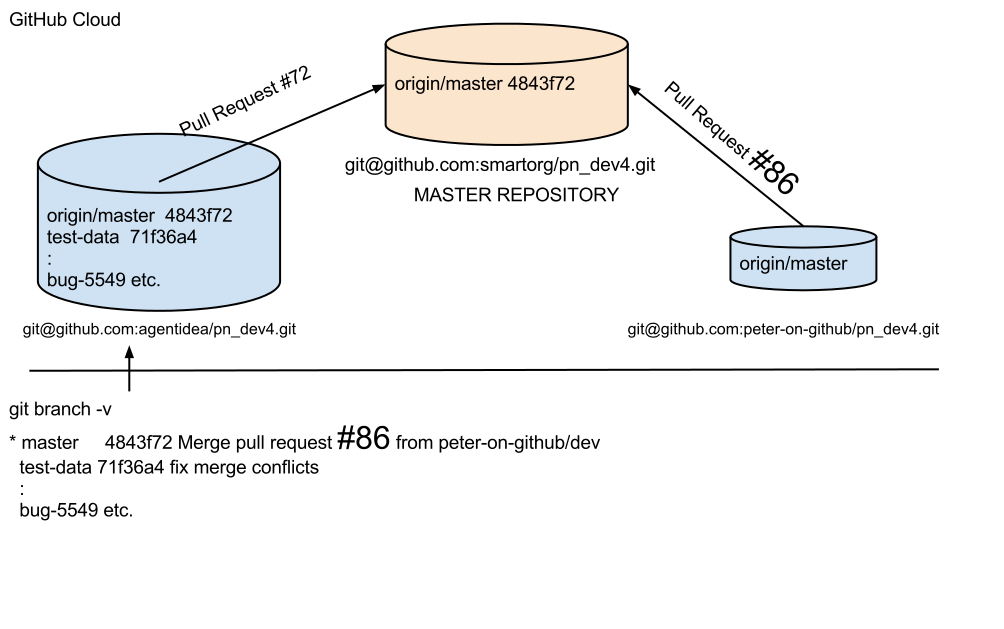 GitHub Cloud
Pull Request #72
origin/master 4843f72
Pull Request #86
git@github.com:smartorg/pn_dev4.git
MASTER REPOSITORY
origin/master  4843f72
test-data  71f36a4
:
bug-5549 etc.
origin/master
git@github.com:agentidea/pn_dev4.git
git@github.com:peter-on-github/pn_dev4.git
git branch -v
* master     4843f72 Merge pull request #86 from peter-on-github/dev
test-data 71f36a4 fix merge conflicts
:
bug-5549 etc.